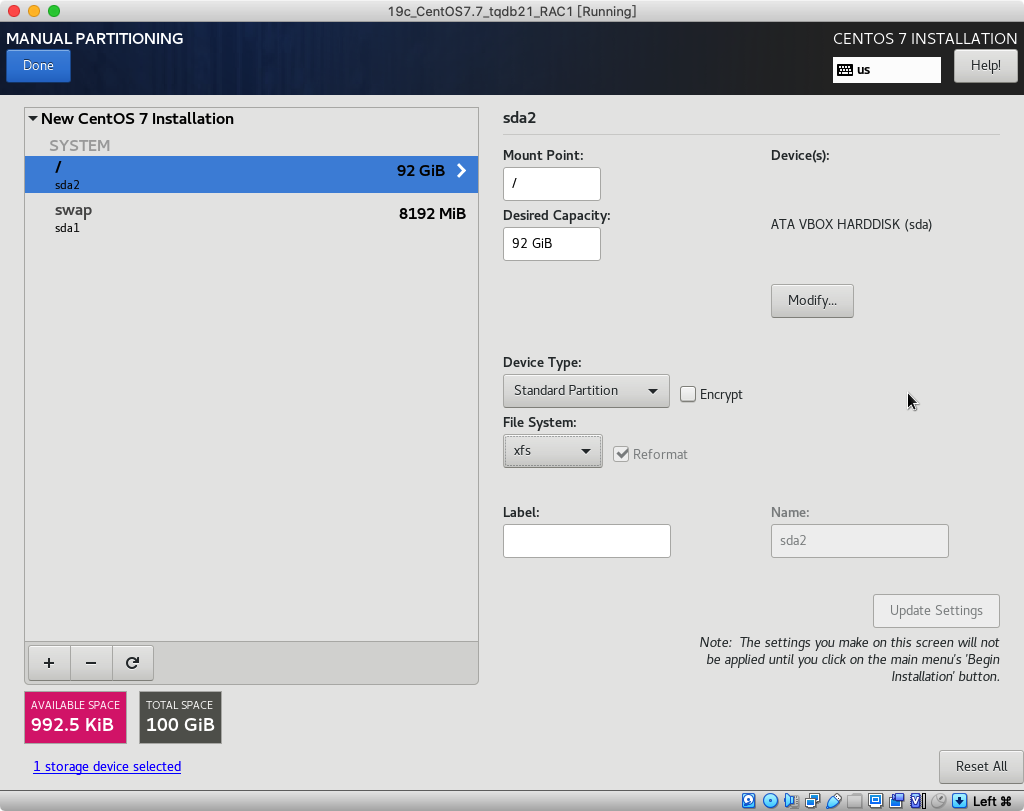 19c_CentOS7.7_tqdb21_RAC1 [Running]
MANUAL PARTITIONING
CENTOS 7 INSTALLATION
Done
us
Help!
New CentOS 7 Installation
SYSTEM
/
92 GiB
sda2
swap
8192 MiB
sda1
sda2
Mount Point:
Device(s):
/
Desired Capacity:
ATA VBOX HARDDISK (sda)
92 GiB
Modify...
Device Type:
Standard Partition
Encrypt
File System:
xfs
Reformat
Label:
Name:
sda2
Update Settings
Note: The settings you make on this screen will not
be applied until you click on the main menu's 'Begin
Installation' button.
+ −
AVAILABLE SPACE
992.5 KiB
TOTAL SPACE
100 GiB
1 storage device selected
Reset All
Left ⌘